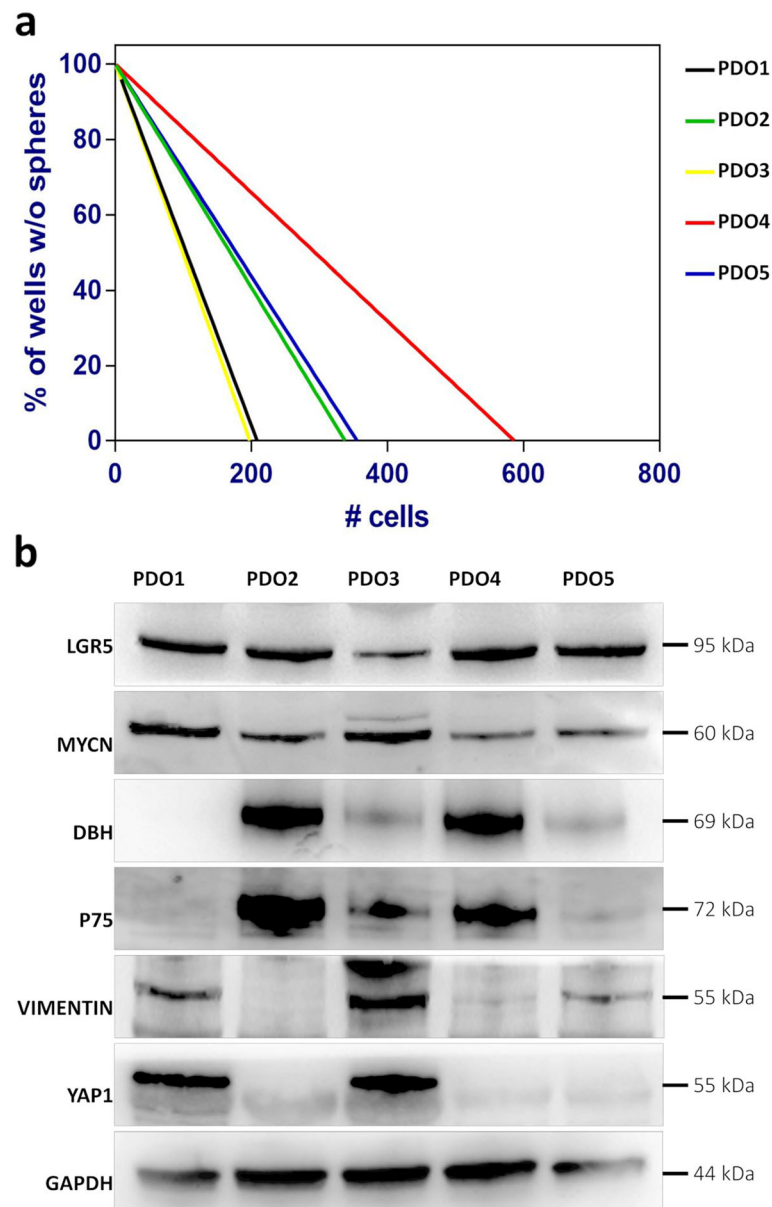 a
% of wells w/o spheres
100
80
60
40
20
0
0 200 400 600 800
# cells
PDO1
PDO2
PDO3
PDO4
PDO5
b
PDO1 PDO2 PDO3 PDO4 PDO5
LGR5 95 kDa
MYCN 60 kDa
DBH 69 kDa
P75 72 kDa
VIMENTIN 55 kDa
YAP1 55 kDa
GAPDH 44 kDa